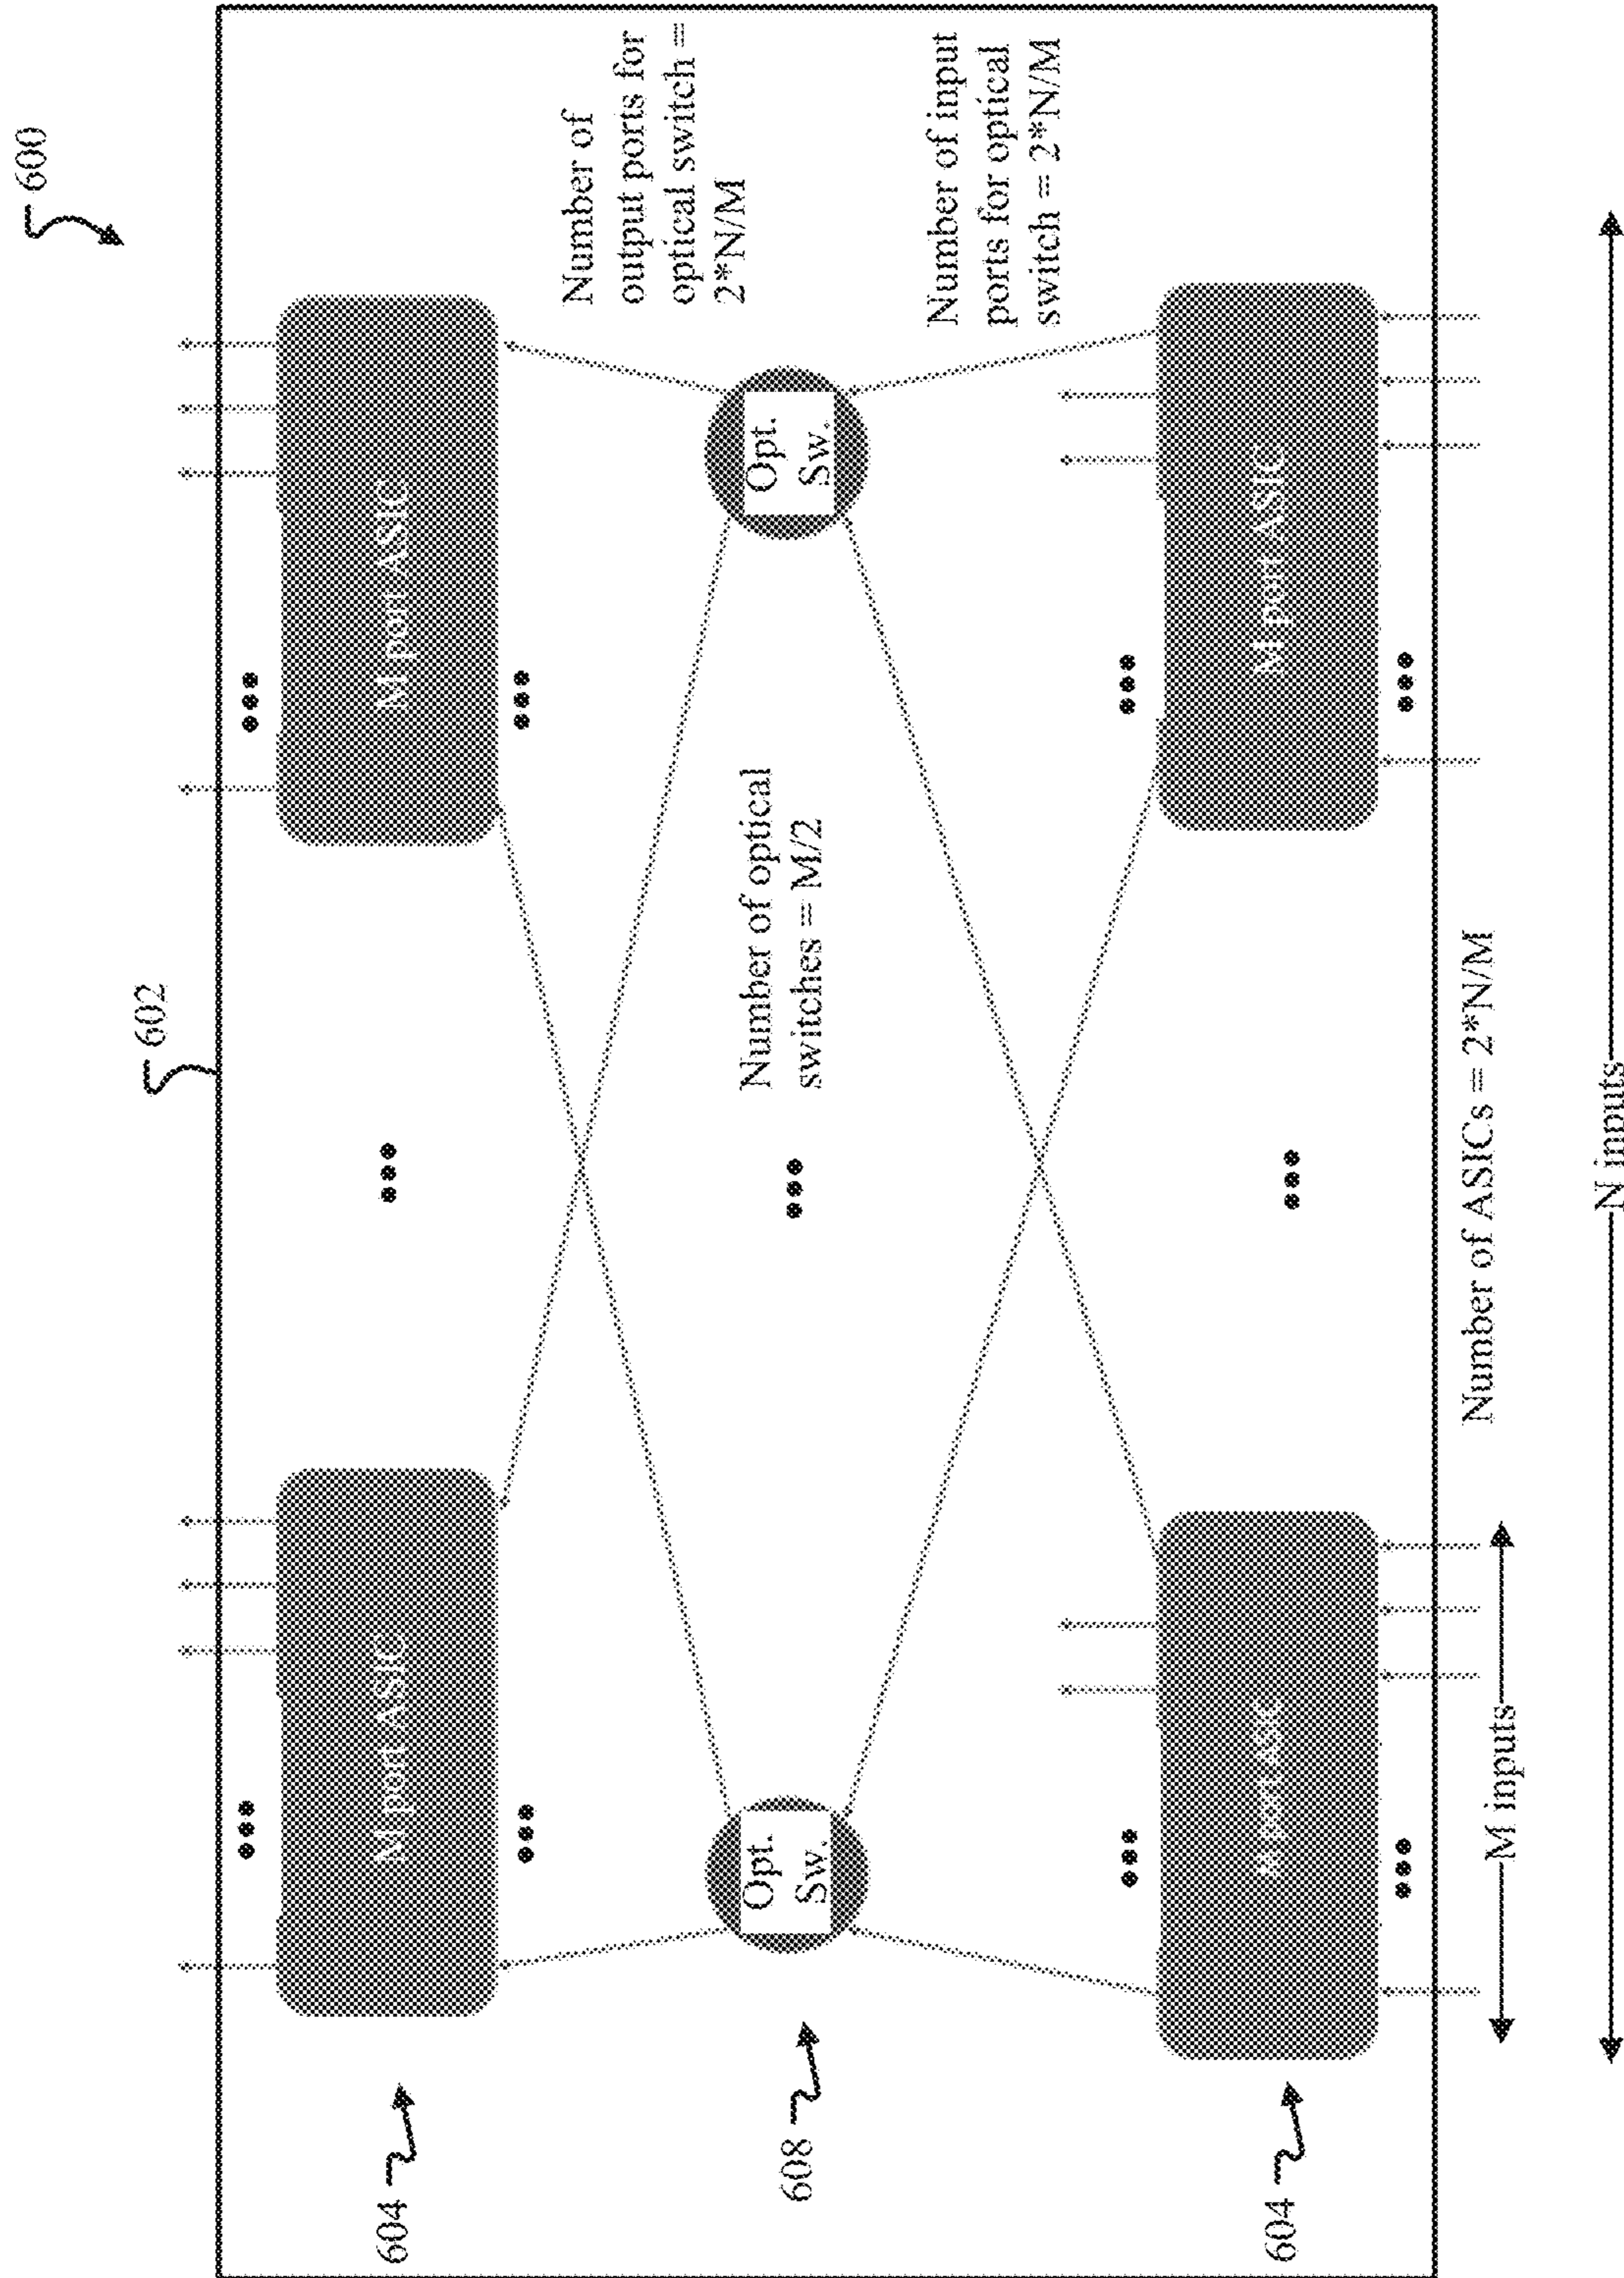 600
602
604
M port ASIC
M port ASIC
Number of
output ports for
optical switch =
2*N/M
608
Opt.
Sw.
Number of optical
switches = M/2
Opt.
Sw.
Number of input
ports for optical
switch = 2*N/M
604
M port ASIC
M port ASIC
Number of ASICs = 2*N/M
M inputs
N inputs